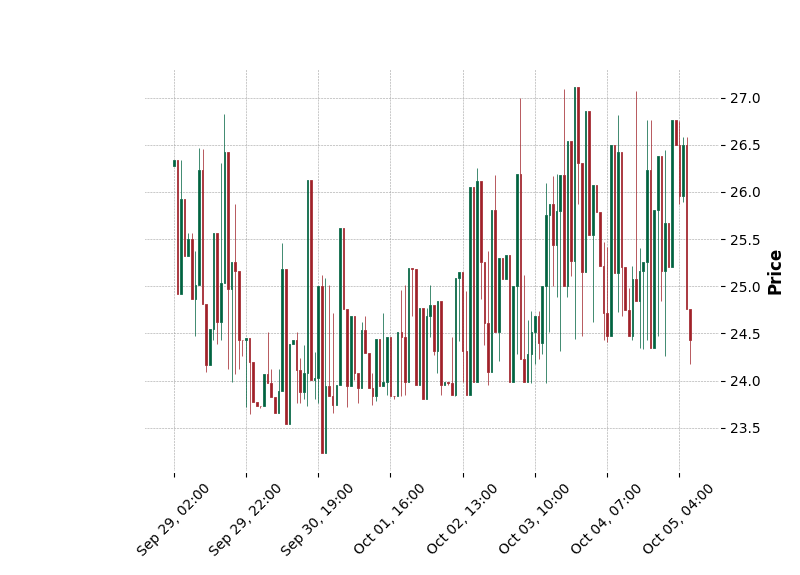 27.0
26.5
26.0
25.5
25.0
24.5
24.0
23.5
Price
Sep 29, 02:00
Sep 29, 22:00
Sep 30, 19:00
Oct 01, 16:00
Oct 02, 13:00
Oct 03, 10:00
Oct 04, 07:00
Oct 05, 04:00